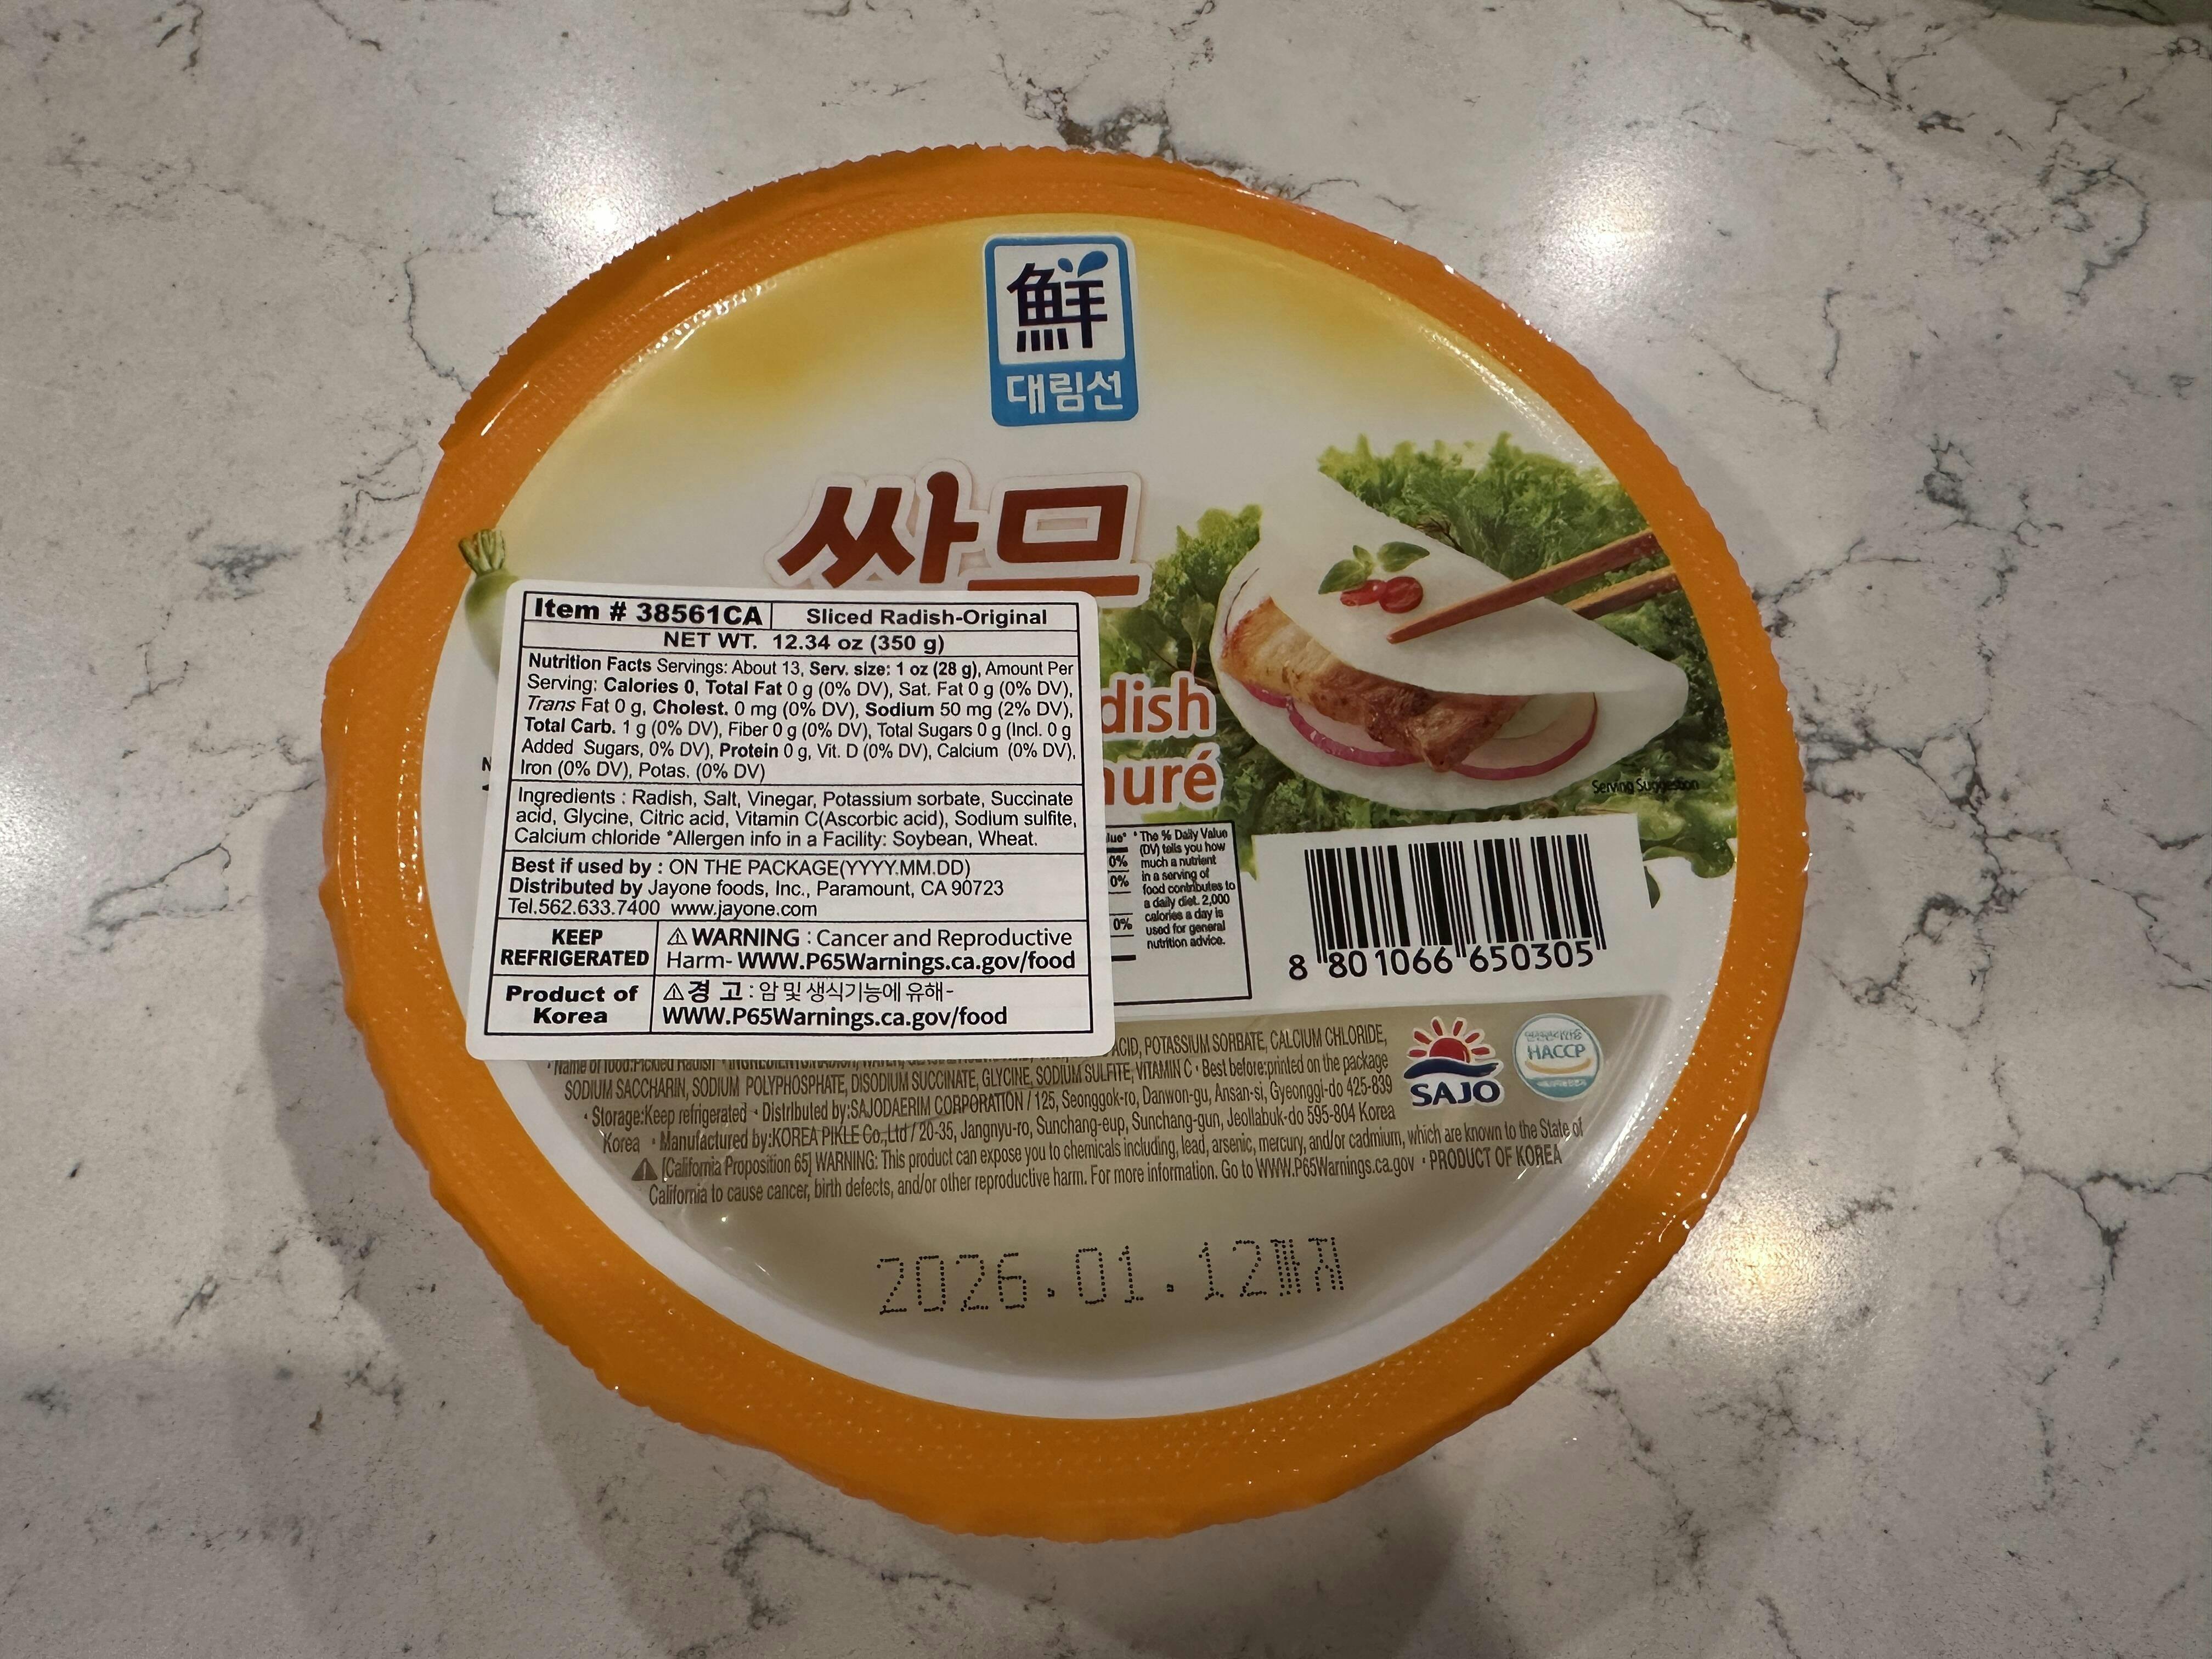 鮮
대림선
싸므
Item # 38561CA Sliced Radish-Original
NET WT. 12.34 oz (350 g)
Nutrition Facts Servings: About 13, Serv. size: 1 oz (28 g), Amount Per
Serving: Calories 0, Total Fat 0 g (0% DV), Sat. Fat 0 g (0% DV),
Trans Fat 0 g, Cholest. 0 mg (0% DV), Sodium 50 mg (2% DV),
Total Carb. 1 g (0% DV), Fiber 0 g (0% DV), Total Sugars 0 g (Incl. 0 g
Added Sugars, 0% DV), Protein 0 g, Vit. D (0% DV), Calcium (0% DV),
Iron (0% DV), Potas. (0% DV)
Ingredients : Radish, Salt, Vinegar, Potassium sorbate, Succinate
acid, Glycine, Citric acid, Vitamin C(Ascorbic acid), Sodium sulfite,
Calcium chloride *Allergen info in a Facility: Soybean, Wheat.
Best if used by : ON THE PACKAGE(YYYY.MM.DD)
Distributed by Jayone foods, Inc., Paramount, CA 90723
Tel.562.633.7400 www.jayone.com
KEEP
REFRIGERATED
⚠ WARNING : Cancer and Reproductive
Harm- WWW.P65Warnings.ca.gov/food
Product of
Korea
⚠ 경 고 : 암 및 생식기능에 유해-
WWW.P65Warnings.ca.gov/food
dish
uré
Serving Suggestion
lue*
0%
0%
0%
* The % Daily Value
(DV) tells you how
much a nutrient
in a serving of
food contributes to
a daily diet. 2,000
calories a day is
used for general
nutrition advice.
8 801066 650305
• Name of food:Pickled Radish
ACID, POTASSIUM SORBATE, CALCIUM CHLORIDE,
SODIUM SACCHARIN, SODIUM POLYPHOSPHATE, DISODIUM SUCCINATE, GLYCINE, SODIUM SULFITE, VITAMIN C • Best before:printed on the package
• Storage:Keep refrigerated • Distributed by:SAJODAERIM CORPORATION / 125, Seonggok-ro, Danwon-gu, Ansan-si, Gyeonggi-do 425-839
Korea • Manufactured by:KOREA PIKLE Co.,Ltd / 20-35, Jangnyu-ro, Sunchang-eup, Sunchang-gun, Jeollabuk-do 595-804 Korea
⚠ [California Proposition 65] WARNING: This product can expose you to chemicals including, lead, arsenic, mercury, and/or cadmium, which are known to the State of
California to cause cancer, birth defects, and/or other reproductive harm. For more information. Go to WWW.P65Warnings.ca.gov • PRODUCT OF KOREA
SAJO
HACCP
2026.01.12까지